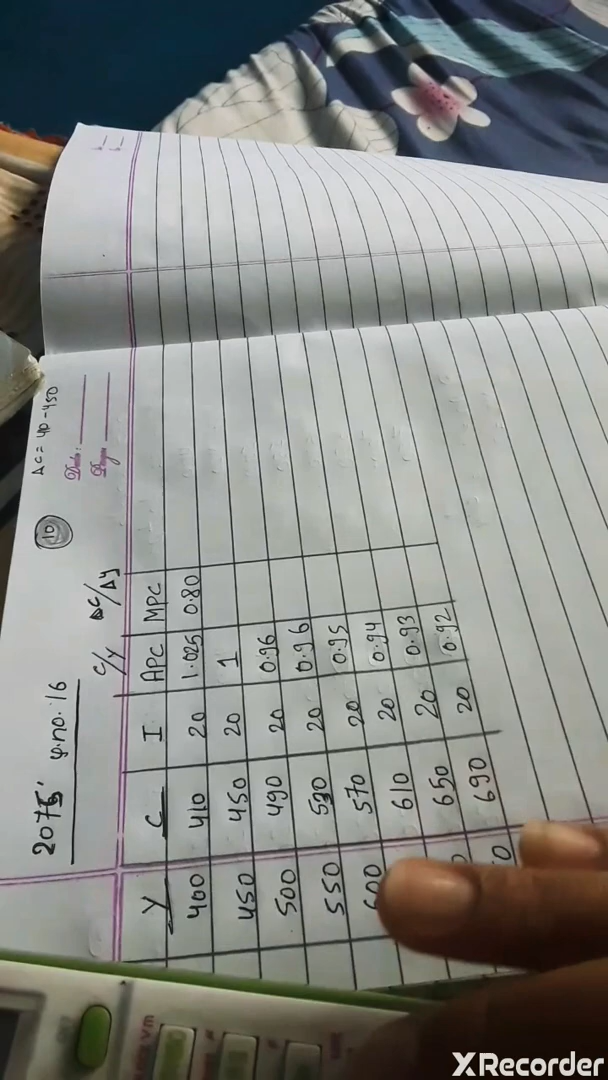 2075' q.no. 16
10
ΔC = 40 - 450
Date :
Page
C/Y ΔC/ΔY
Y C I APC MPC
400 410 20 1.025 0.80
450 450 20 1
500 490 20 0.96
550 530 20 0.96
600 570 20 0.95
610 20 0.94
650 20 0.93
690 20 0.92
XRecorder